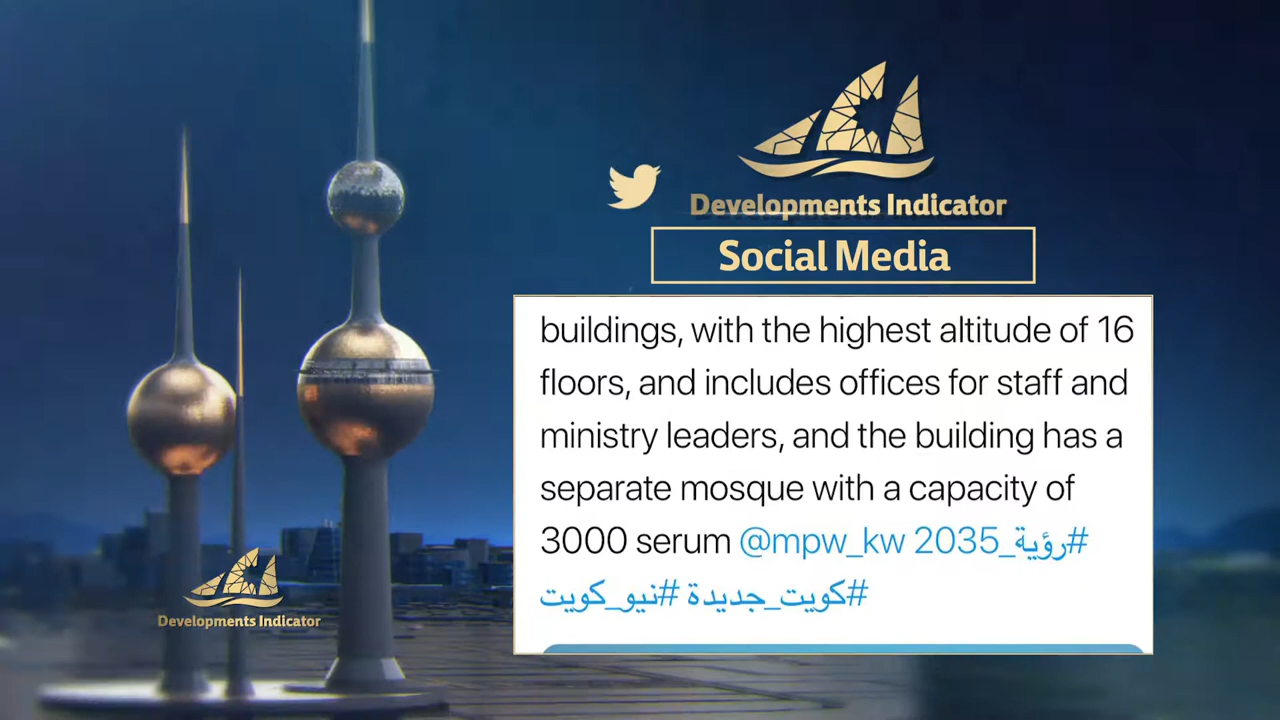 Developments Indicator
Social Media
buildings, with the highest altitude of 16
floors, and includes offices for staff and
ministry leaders, and the building has a
separate mosque with a capacity of
3000 serum @mpw_kw #رؤية_2035
#كويت_جديدة #نيو_كويت
Developments Indicator